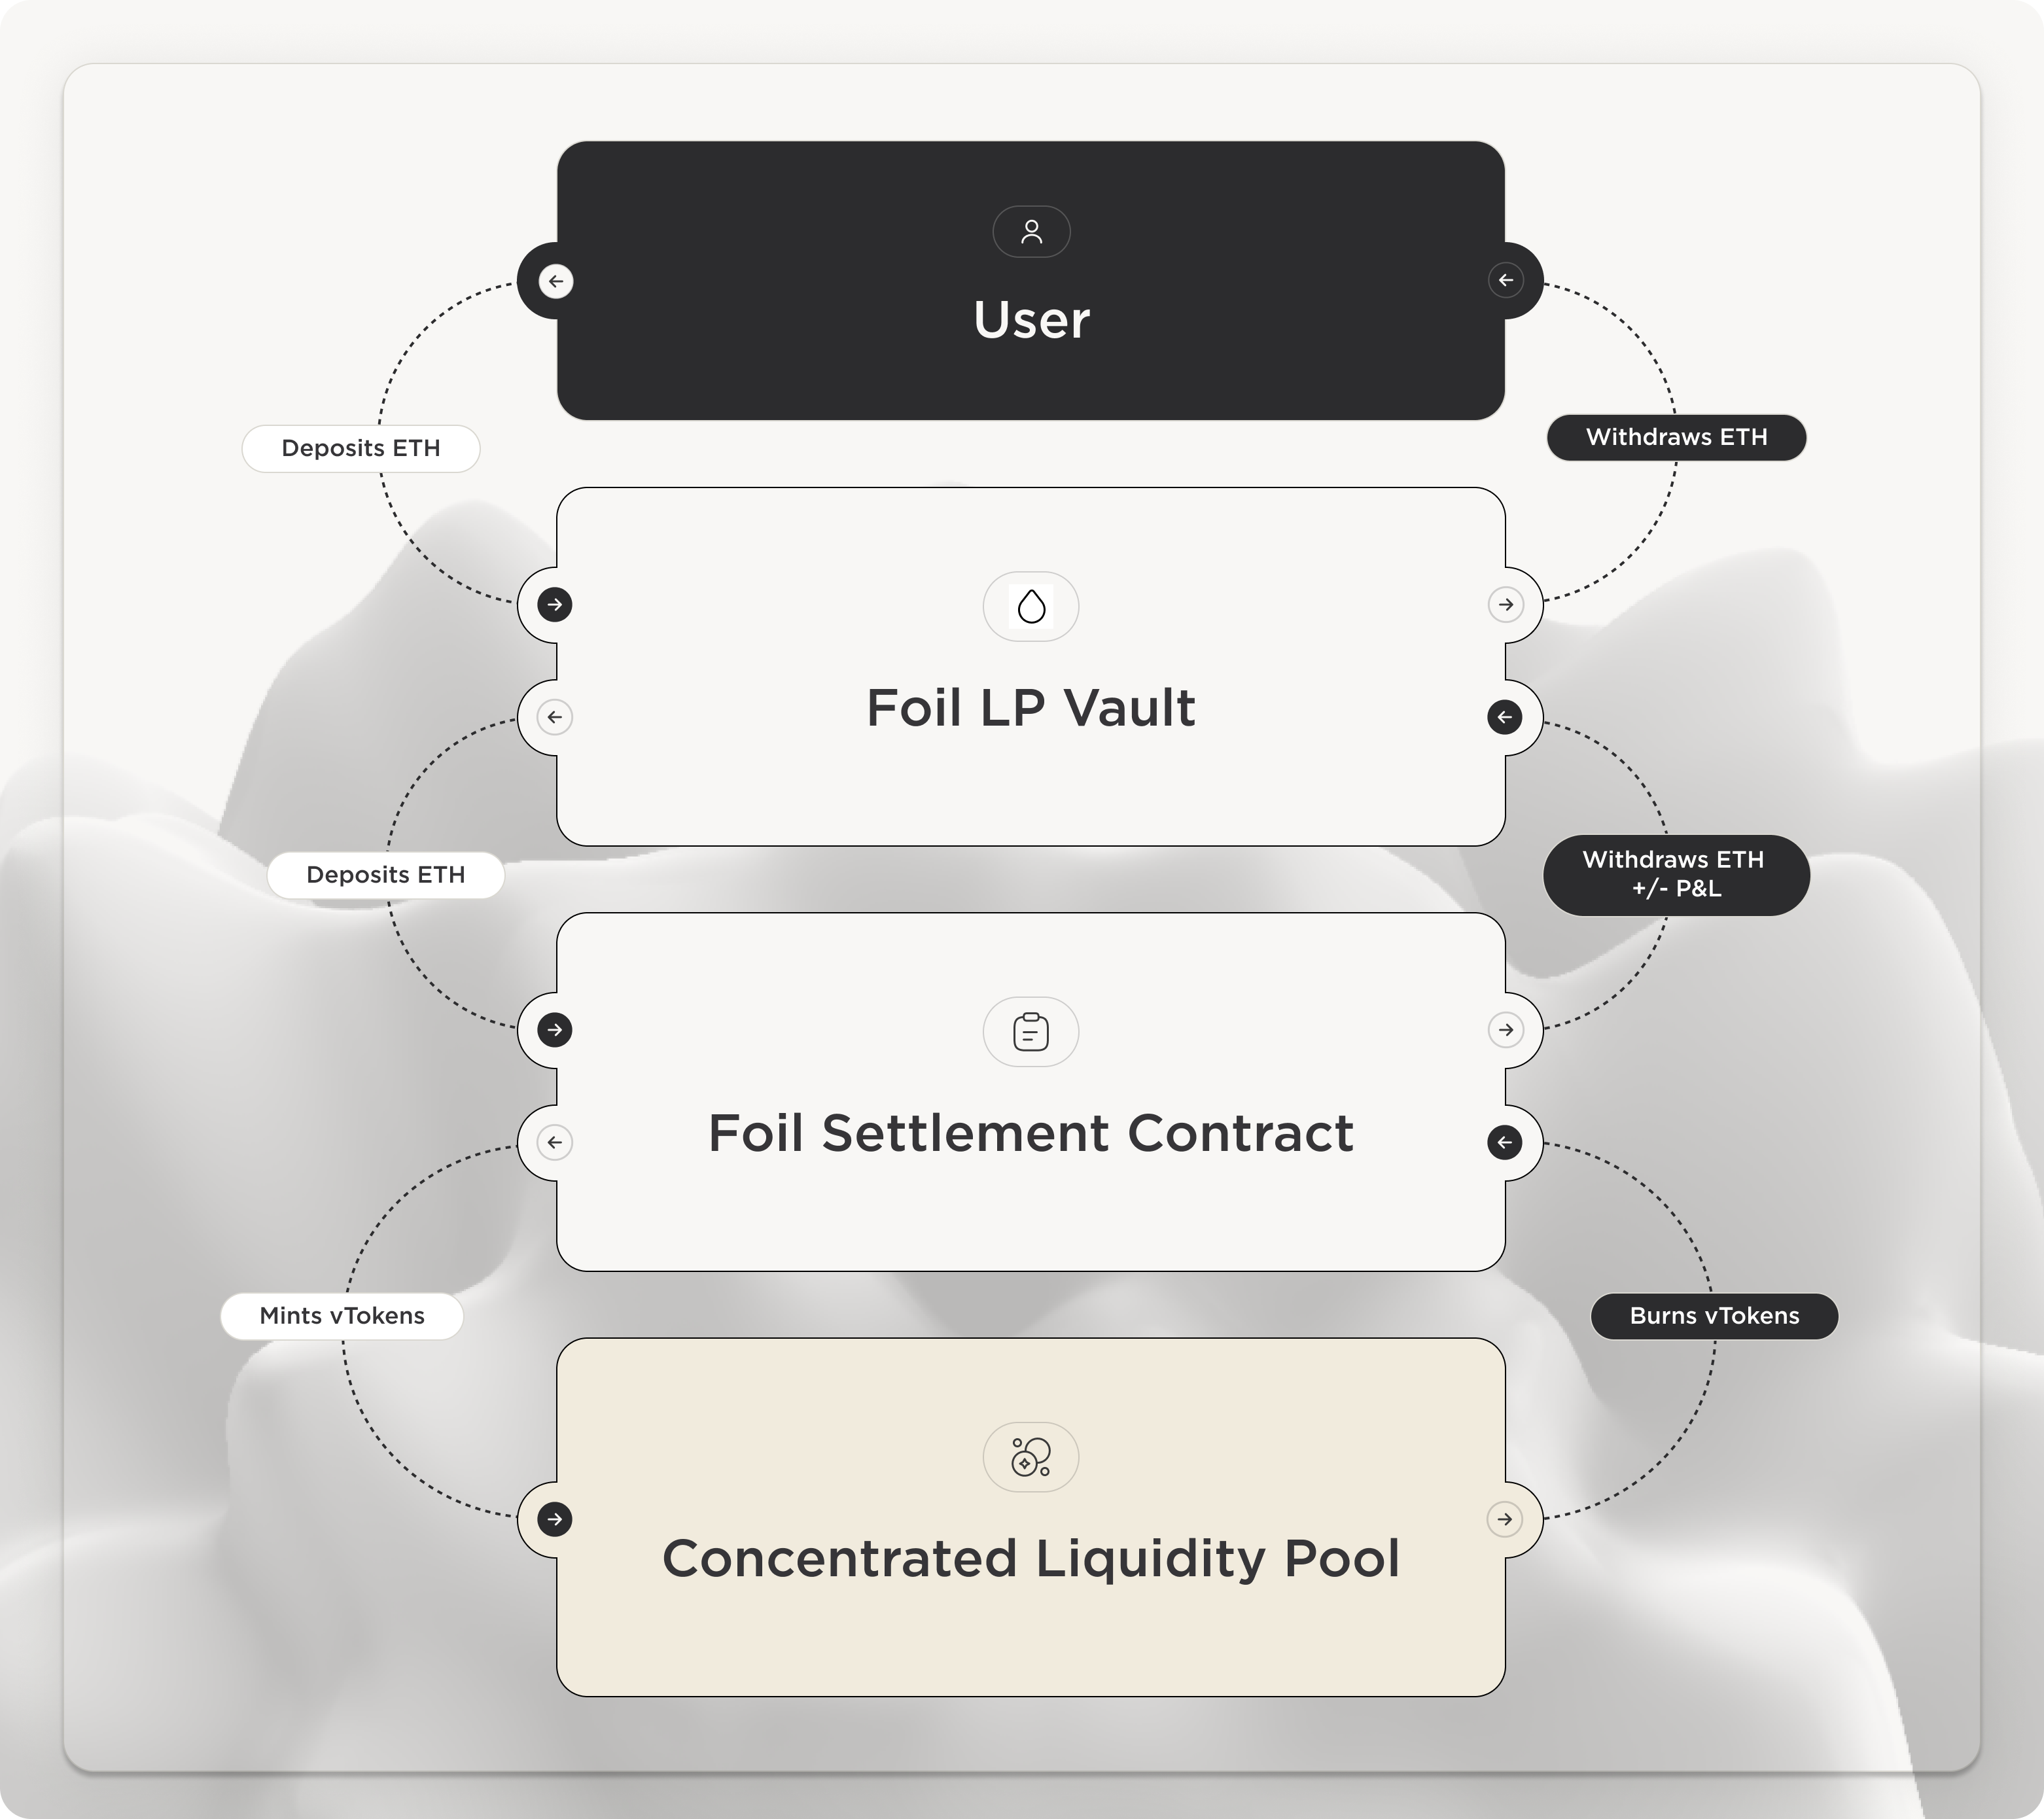 User
Deposits ETH
Withdraws ETH
Foil LP Vault
Deposits ETH
Withdraws ETH
+/- P&L
Foil Settlement Contract
Mints vTokens
Burns vTokens
Concentrated Liquidity Pool